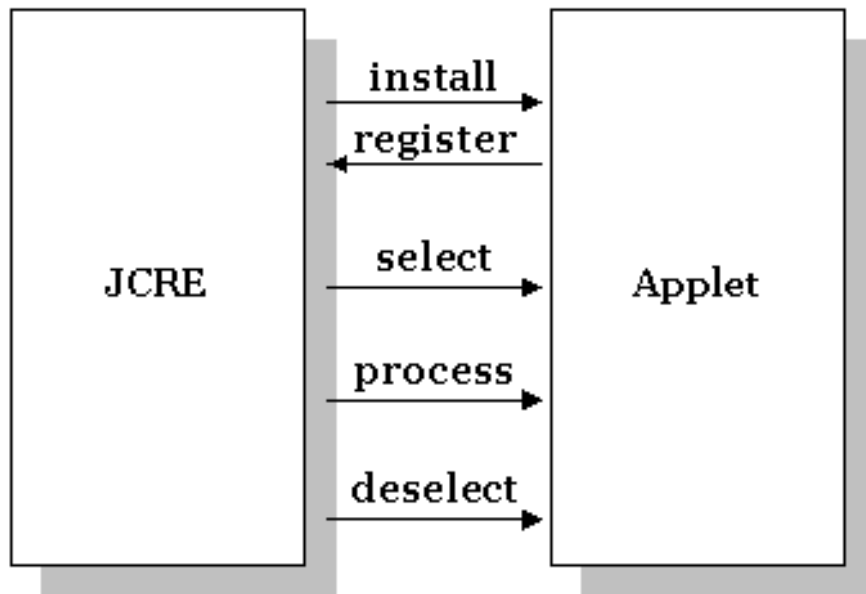 install
register
select
JCRE
Applet
process
deselect